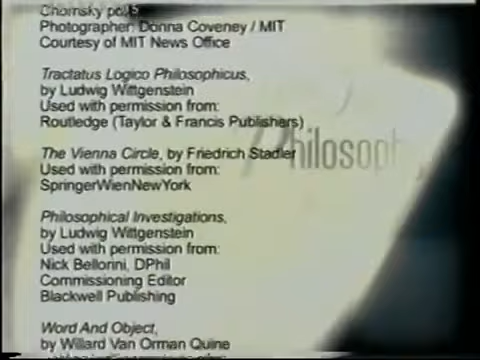 Chomsky
Photographer: Donna Coveney / MIT
Courtesy of MIT News Office
Tractatus Logico Philosophicus,
by Ludwig Wittgenstein
Used with permission from:
Routledge (Taylor & Francis Publishers)
The Vienna Circle, by Friedrich Stadler
Used with permission from:
SpringerWienNewYork
Philosophical Investigations,
by Ludwig Wittgenstein
Used with permission from:
Nick Bellorini, DPhil
Commissioning Editor
Blackwell Publishing
Word And Object,
by Willard Van Orman Quine